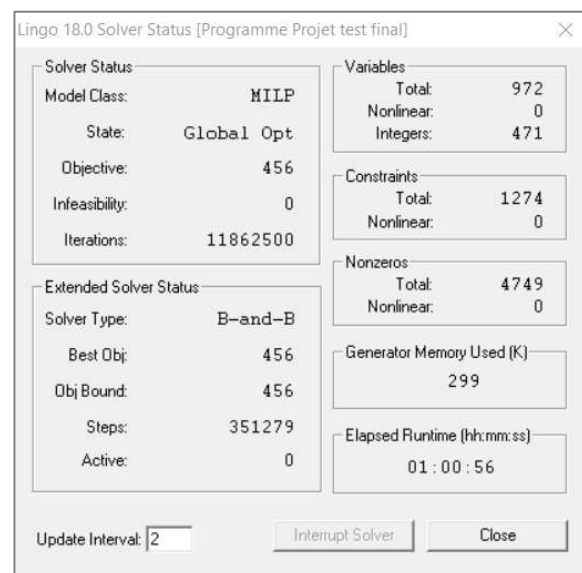 Lingo 18.0 Solver Status [Programme Projet test final]
Solver Status
Model Class: MILP
State: Global Opt
Objective: 456
Infeasibility: 0
Iterations: 11862500
Extended Solver Status
Solver Type: B-and-B
Best Obj: 456
Obj Bound: 456
Steps: 351279
Active: 0
Update Interval: 2
Variables
Total: 972
Nonlinear: 0
Integers: 471
Constraints
Total: 1274
Nonlinear: 0
Nonzeros
Total: 4749
Nonlinear: 0
Generator Memory Used (K)
299
Elapsed Runtime (hh:mm:ss)
01:00:56
Interrupt Solver
Close